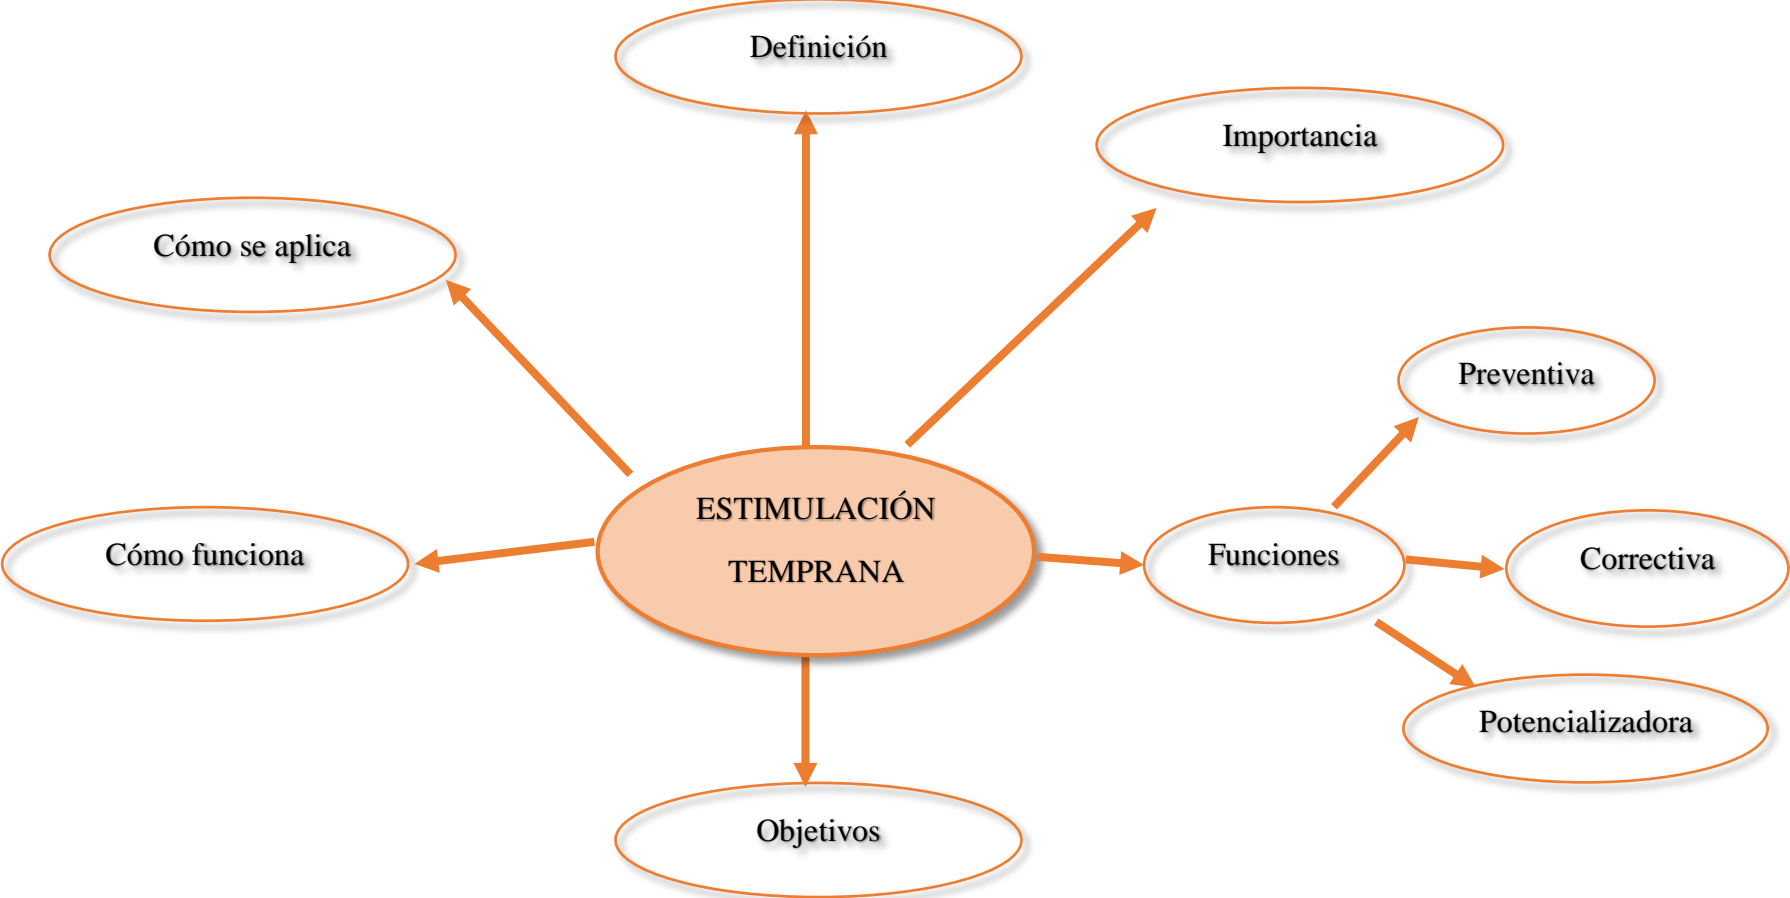 Definición
Importancia
Cómo se aplica
Preventiva
ESTIMULACIÓN
TEMPRANA
Cómo funciona
Funciones
Correctiva
Potencializadora
Objetivos